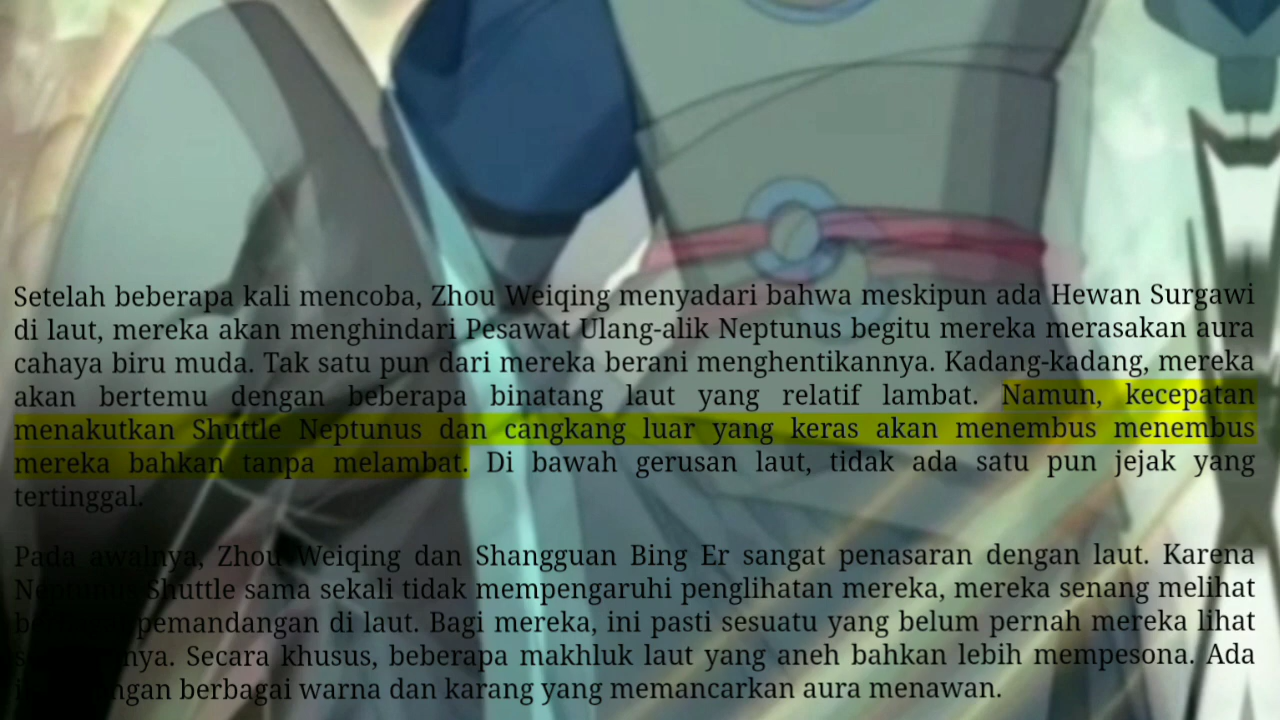 Setelah beberapa kali mencoba, Zhou Weiqing menyadari bahwa meskipun ada Hewan Surgawi
di laut, mereka akan menghindari Pesawat Ulang-alik Neptunus begitu mereka merasakan aura
cahaya biru muda. Tak satu pun dari mereka berani menghentikannya. Kadang-kadang, mereka
akan bertemu dengan beberapa binatang laut yang relatif lambat. Namun, kecepatan
menakutkan Shuttle Neptunus dan cangkang luar yang keras akan menembus menembus
mereka bahkan tanpa melambat. Di bawah gerusan laut, tidak ada satu pun jejak yang
tertinggal.
Pada awalnya, Zhou Weiqing dan Shangguan Bing Er sangat penasaran dengan laut. Karena
Neptunus Shuttle sama sekali tidak mempengaruhi penglihatan mereka, mereka senang melihat
pemandangan di laut. Bagi mereka, ini pasti sesuatu yang belum pernah mereka lihat
Secara khusus, beberapa makhluk laut yang aneh bahkan lebih mempesona. Ada
berbagai warna dan karang yang memancarkan aura menawan.